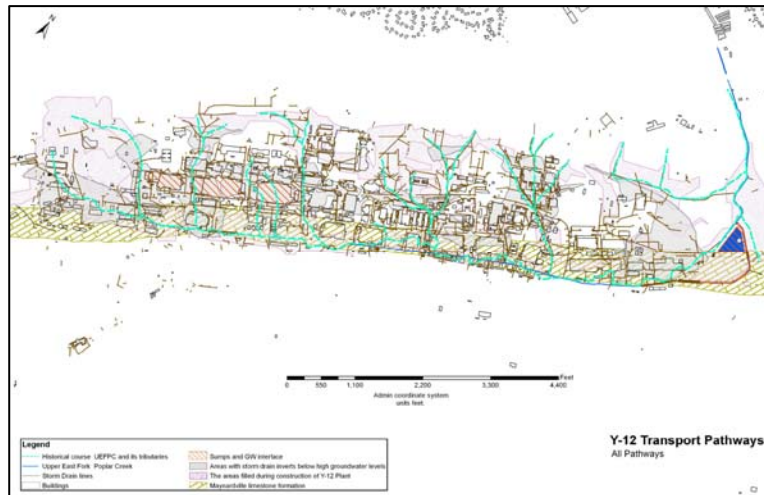 Feet
0 550 1,100 2,200 3,300 4,400
Admin coordinate system
units feet.
Y-12 Transport Pathways
All Pathways
Legend
Historical course UEFPC and its tributaries
Upper East Fork Poplar Creek
Storm Drain lines
Buildings
Sumps and GW interface
Areas with storm drain inverts below high groundwater levels
The areas filled during construction of Y-12 Plant
Maynardville limestone formation